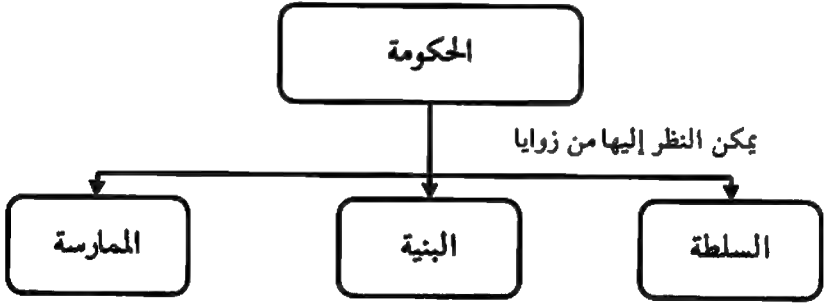 الحكومة
يمكن النظر إليها من زوايا
السلطة
البنية
الممارسة